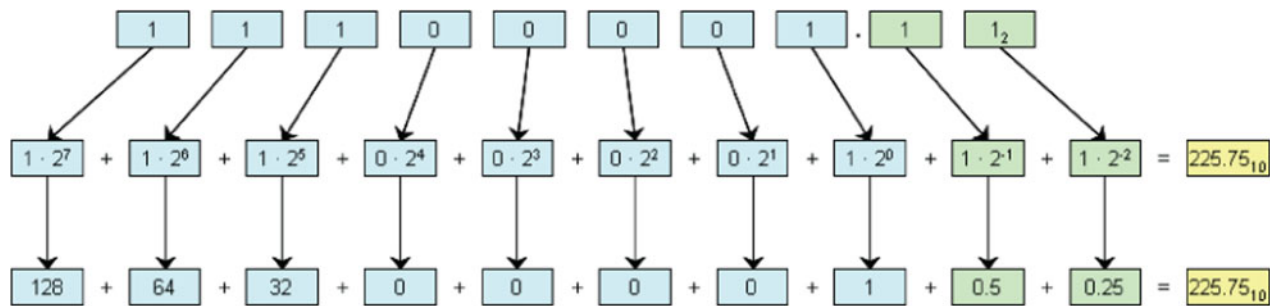 1 1 1 0 0 0 0 1 . 1 1₂
1 · 2⁷ + 1 · 2⁶ + 1 · 2⁵ + 0 · 2⁴ + 0 · 2³ + 0 · 2² + 0 · 2¹ + 1 · 2⁰ + 1 · 2⁻¹ + 1 · 2⁻² = 225.75₁₀
128 + 64 + 32 + 0 + 0 + 0 + 0 + 1 + 0.5 + 0.25 = 225.75₁₀